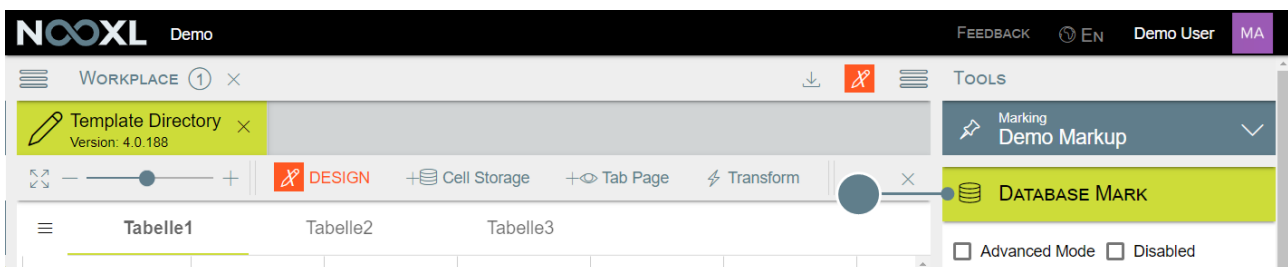 NOOXL Demo FEEDBACK EN Demo User MA
WORKPLACE 1 TOOLS
Template Directory
Version: 4.0.188
Marking
Demo Markup
DESIGN Cell Storage Tab Page Transform
DATABASE MARK
Tabelle1 Tabelle2 Tabelle3
Advanced Mode Disabled